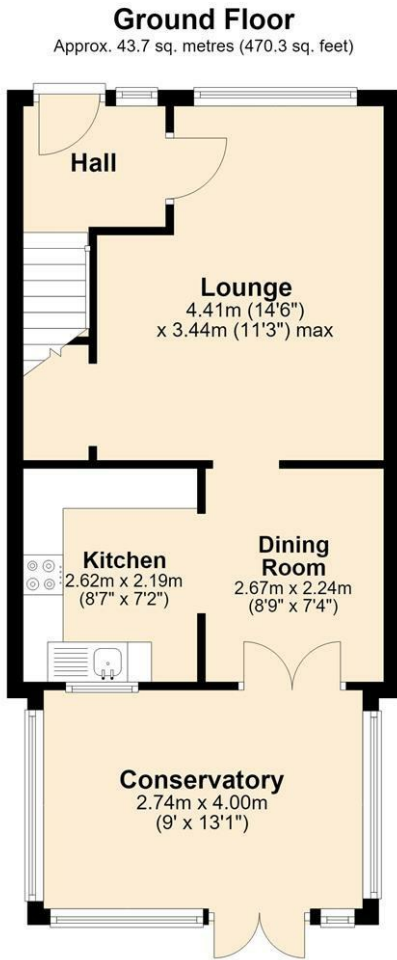 Ground Floor
Approx. 43.7 sq. metres (470.3 sq. feet)
Hall
Lounge
4.41m (14'6")
x 3.44m (11'3") max
Kitchen
2.62m x 2.19m
(8'7" x 7'2")
Dining
Room
2.67m x 2.24m
(8'9" x 7'4")
Conservatory
2.74m x 4.00m
(9' x 13'1")